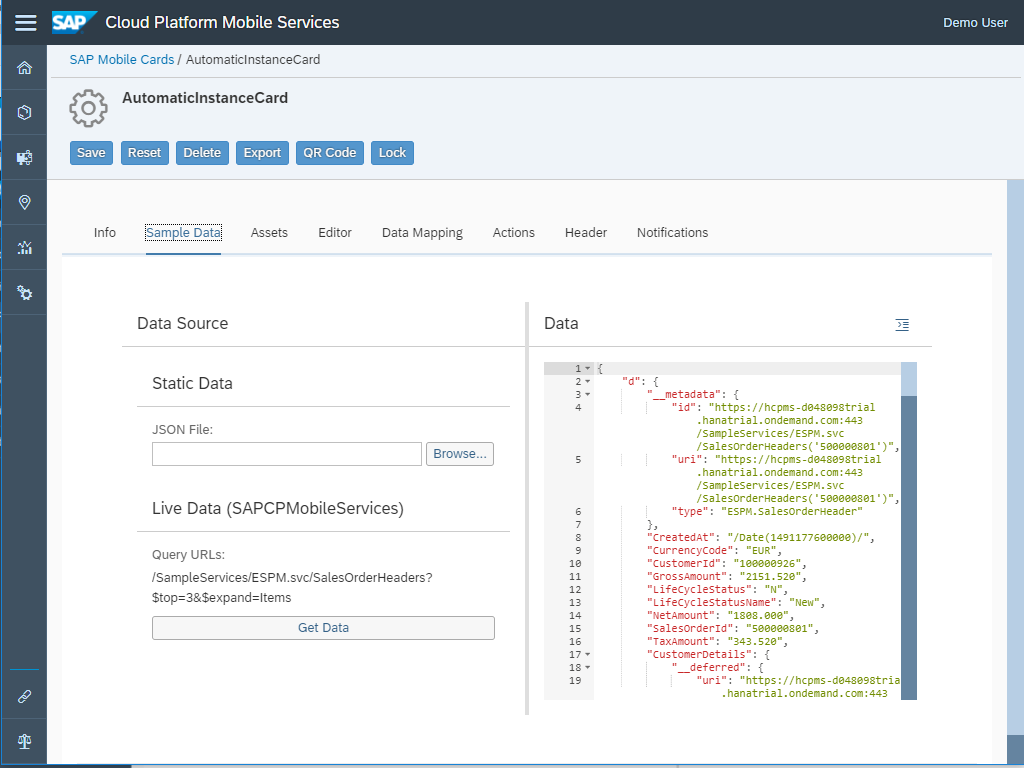 SAP Cloud Platform Mobile Services
Demo User
SAP Mobile Cards / AutomaticInstanceCard
AutomaticInstanceCard
Save Reset Delete Export QR Code Lock
Info Sample Data Assets Editor Data Mapping Actions Header Notifications
Data Source
Static Data
JSON File:
Browse...
Live Data (SAPCPMobileServices)
Query URLs:
/SampleServices/ESPM.svc/SalesOrderHeaders?
$top=3&$expand=Items
Get Data
Data
1 {
2 "d": {
3 "__metadata": {
4 "id": "https://hcpms-d048098trial
.hanatrial.ondemand.com:443
/SampleServices/ESPM.svc
/SalesOrderHeaders('500000801')",
5 "uri": "https://hcpms-d048098trial
.hanatrial.ondemand.com:443
/SampleServices/ESPM.svc
/SalesOrderHeaders('500000801')",
6 "type": "ESPM.SalesOrderHeader"
7 },
8 "CreatedAt": "/Date(1491177600000)/",
9 "CurrencyCode": "EUR",
10 "CustomerId": "100000926",
11 "GrossAmount": "2151.520",
12 "LifeCycleStatus": "N",
13 "LifeCycleStatusName": "New",
14 "NetAmount": "1808.000",
15 "SalesOrderId": "500000801",
16 "TaxAmount": "343.520",
17 "CustomerDetails": {
18 "__deferred": {
19 "uri": "https://hcpms-d048098tria
.hanatrial.ondemand.com:443